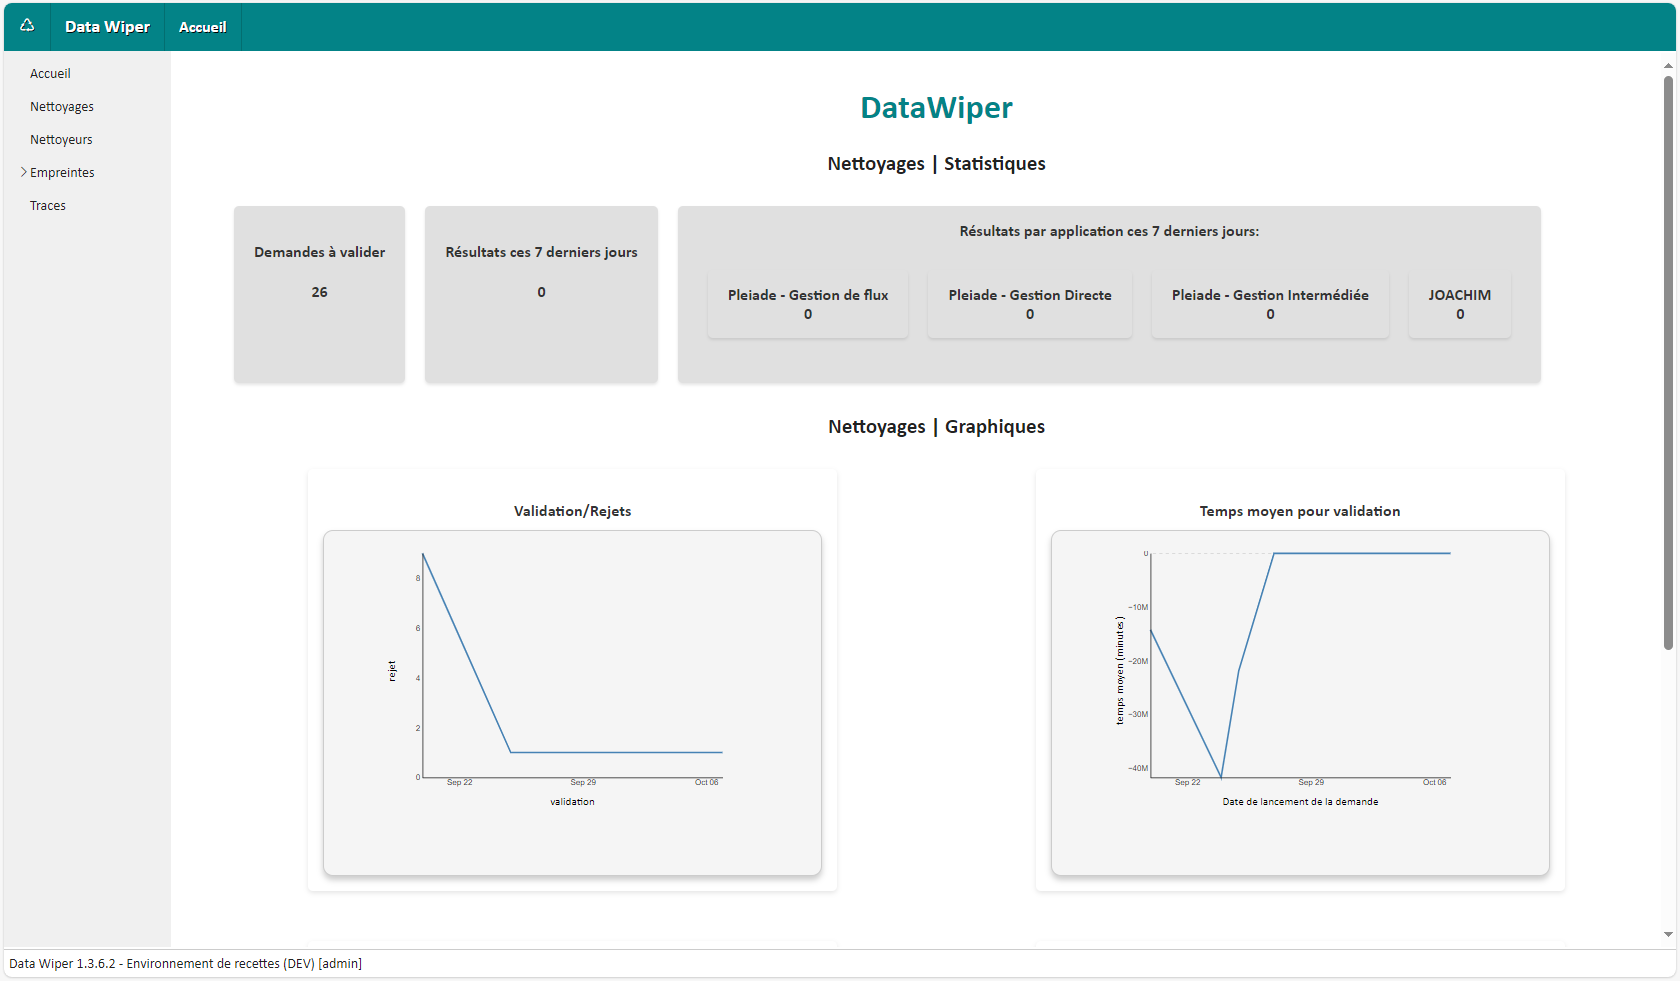 Data Wiper
Accueil
Accueil
Nettoyages
Nettoyeurs
Empreintes
Traces
DataWiper
Nettoyages | Statistiques
Demandes à valider
26
Résultats ces 7 derniers jours
0
Résultats par application ces 7 derniers jours:
Pleiade - Gestion de flux
0
Pleiade - Gestion Directe
0
Pleiade - Gestion Intermédiée
0
JOACHIM
0
Nettoyages | Graphiques
Validation/Rejets
8
6
4
2
0
rejet
Sep 22
Sep 29
Oct 06
validation
Temps moyen pour validation
0
−10M
−20M
−30M
−40M
temps moyen (minutes)
Sep 22
Sep 29
Oct 06
Date de lancement de la demande
Data Wiper 1.3.6.2 - Environnement de recettes (DEV) [admin]